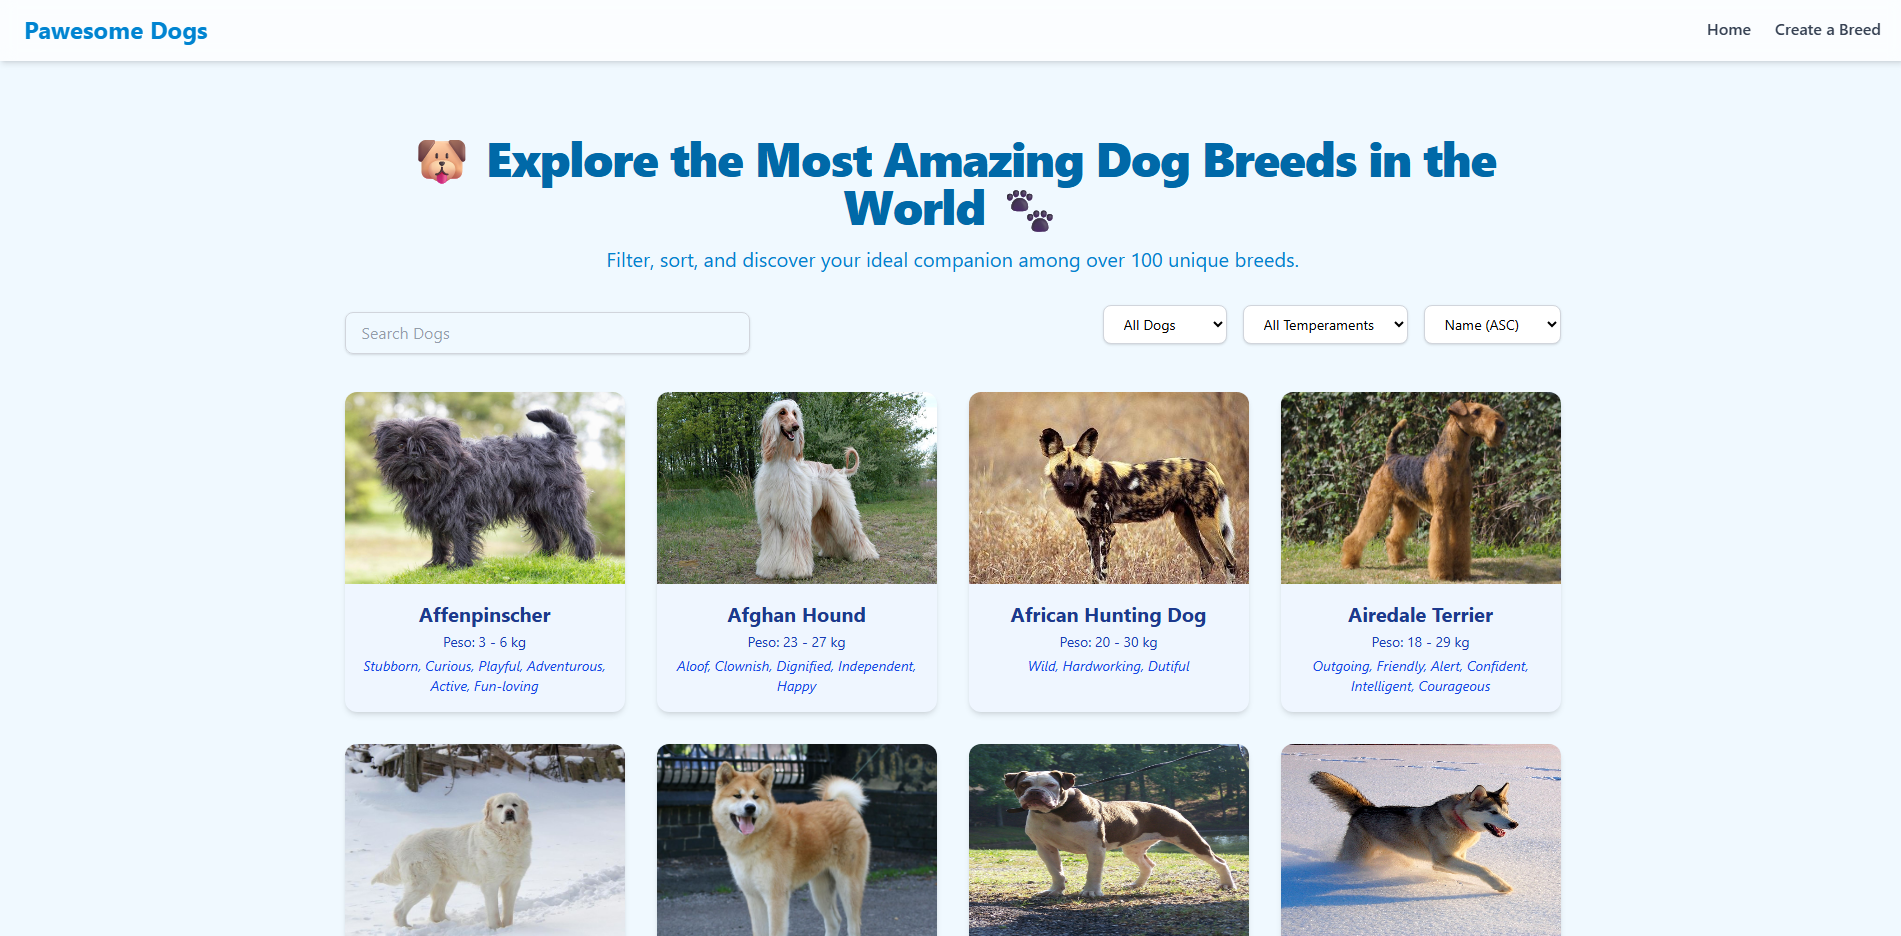 Pawesome Dogs
Home
Create a Breed
🐶 Explore the Most Amazing Dog Breeds in the
World 🐾
Filter, sort, and discover your ideal companion among over 100 unique breeds.
Search Dogs
All Dogs
All Temperaments
Name (ASC)
Affenpinscher
Peso: 3 - 6 kg
Stubborn, Curious, Playful, Adventurous,
Active, Fun-loving
Afghan Hound
Peso: 23 - 27 kg
Aloof, Clownish, Dignified, Independent,
Happy
African Hunting Dog
Peso: 20 - 30 kg
Wild, Hardworking, Dutiful
Airedale Terrier
Peso: 18 - 29 kg
Outgoing, Friendly, Alert, Confident,
Intelligent, Courageous